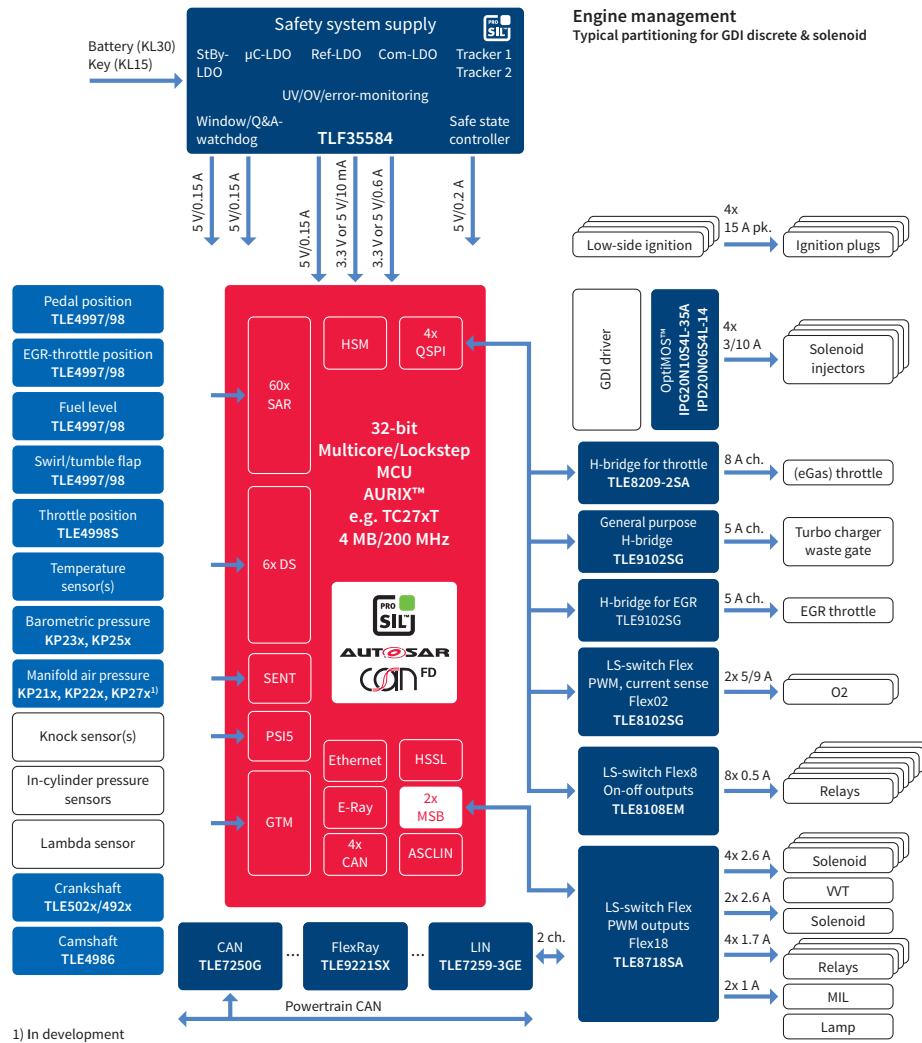 Engine management
Typical partitioning for GDI discrete & solenoid
Battery (KL30)
Key (KL15)
Safety system supply
PRO
SIL™
StBy-
LDO
µC-LDO
Ref-LDO
Com-LDO
Tracker 1
Tracker 2
UV/OV/error-monitoring
Window/Q&A-
watchdog
TLF35584
Safe state
controller
5 V/0.15 A
5 V/0.15 A
5 V/0.15 A
3.3 V or 5 V/10 mA
3.3 V or 5 V/0.6 A
5 V/0.2 A
Pedal position
TLE4997/98
EGR-throttle position
TLE4997/98
Fuel level
TLE4997/98
Swirl/tumble flap
TLE4997/98
Throttle position
TLE4998S
Temperature
sensor(s)
Barometric pressure
KP23x, KP25x
Manifold air pressure
KP21x, KP22x, KP27x1)
Knock sensor(s)
In-cylinder pressure
sensors
Lambda sensor
Crankshaft
TLE502x/492x
Camshaft
TLE4986
60x
SAR
6x DS
SENT
PSI5
GTM
HSM
4x
QSPI
32-bit
Multicore/Lockstep
MCU
AURIX™
e.g. TC27xT
4 MB/200 MHz
PRO
SIL™
AUTOSAR
CAN FD
Ethernet
HSSL
E-Ray
2x
MSB
4x
CAN
ASCLIN
CAN
TLE7250G
...
FlexRay
TLE9221SX
...
LIN
TLE7259-3GE
2 ch.
Powertrain CAN
Low-side ignition
4x
15 A pk.
Ignition plugs
GDI driver
OptiMOS™
IPG20N10S4L-35A
IPD20N06S4L-14
4x
3/10 A
Solenoid
injectors
H-bridge for throttle
TLE8209-2SA
8 A ch.
(eGas) throttle
General purpose
H-bridge
TLE9102SG
5 A ch.
Turbo charger
waste gate
H-bridge for EGR
TLE9102SG
5 A ch.
EGR throttle
LS-switch Flex
PWM, current sense
Flex02
TLE8102SG
2x 5/9 A
O2
LS-switch Flex8
On-off outputs
TLE8108EM
8x 0.5 A
Relays
LS-switch Flex
PWM outputs
Flex18
TLE8718SA
4x 2.6 A
Solenoid
VVT
2x 2.6 A
Solenoid
4x 1.7 A
Relays
2x 1 A
MIL
Lamp
1) In development